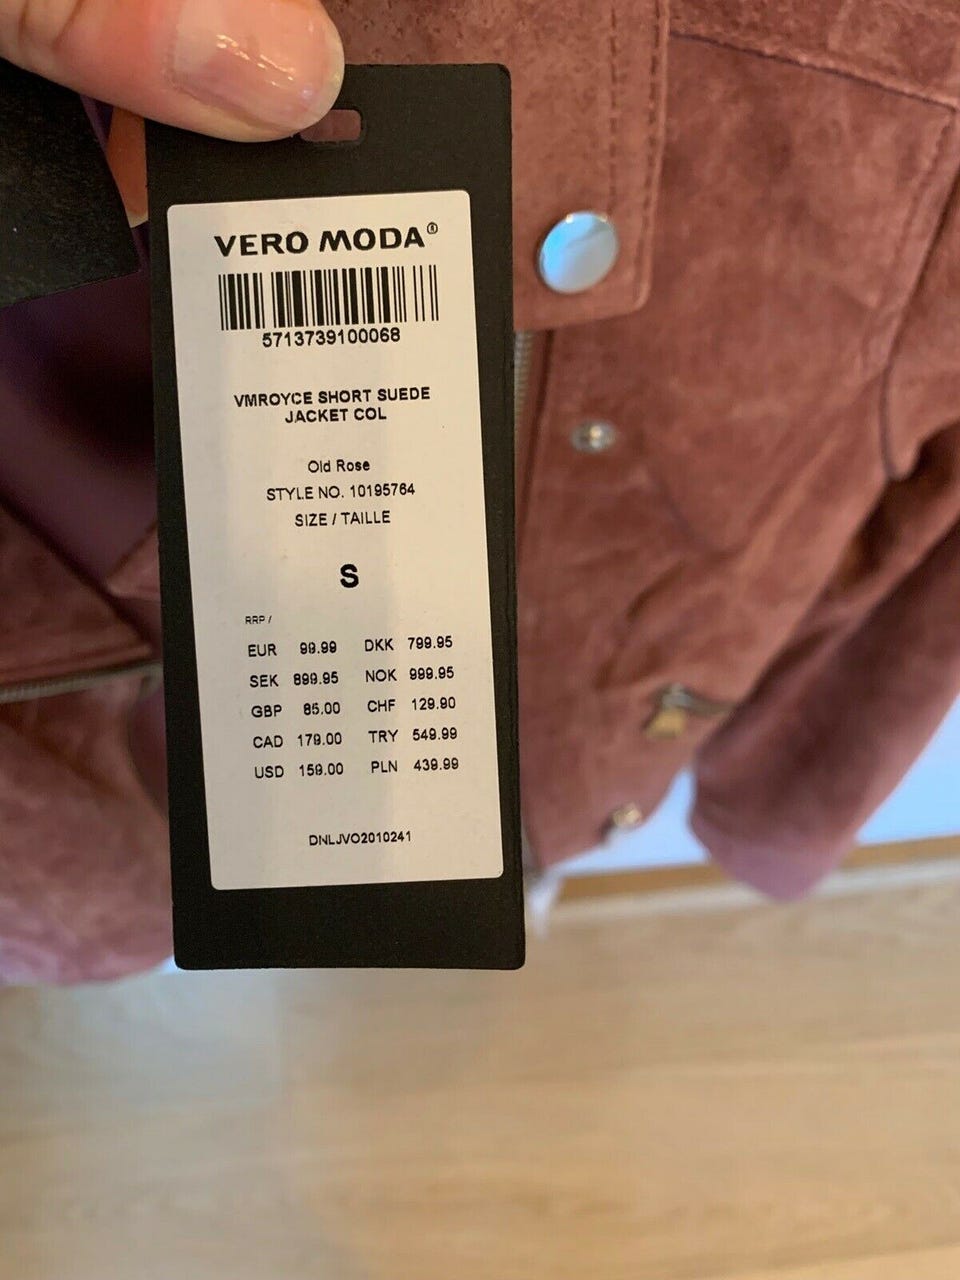 VERO MODA®
5713739100068
VMROYCE SHORT SUEDE
JACKET COL
Old Rose
STYLE NO. 10195764
SIZE / TAILLE
S
RRP /
EUR 99.99 DKK 799.95
SEK 899.95 NOK 999.95
GBP 85.00 CHF 129.90
CAD 179.00 TRY 549.99
USD 159.00 PLN 439.99
DNLJVO2010241